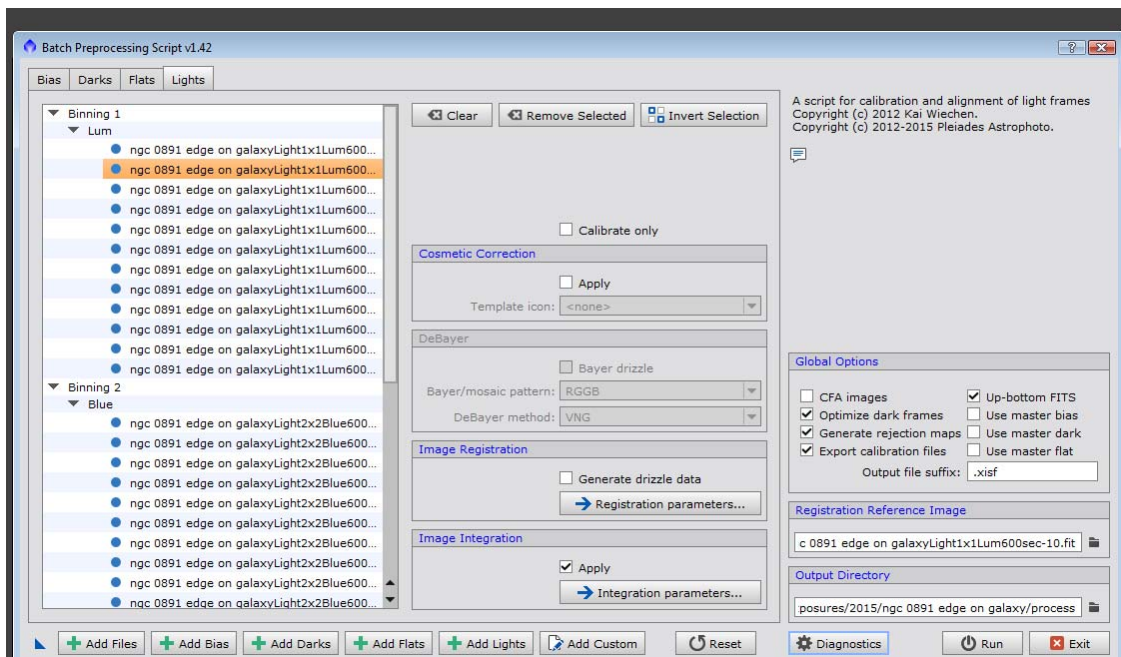 Batch Preprocessing Script v1.42
Bias Darks Flats Lights
Binning 1
Lum
ngc 0891 edge on galaxyLight1x1Lum600...
ngc 0891 edge on galaxyLight1x1Lum600...
ngc 0891 edge on galaxyLight1x1Lum600...
ngc 0891 edge on galaxyLight1x1Lum600...
ngc 0891 edge on galaxyLight1x1Lum600...
ngc 0891 edge on galaxyLight1x1Lum600...
ngc 0891 edge on galaxyLight1x1Lum600...
ngc 0891 edge on galaxyLight1x1Lum600...
ngc 0891 edge on galaxyLight1x1Lum600...
ngc 0891 edge on galaxyLight1x1Lum600...
ngc 0891 edge on galaxyLight1x1Lum600...
ngc 0891 edge on galaxyLight1x1Lum600...
Binning 2
Blue
ngc 0891 edge on galaxyLight2x2Blue600...
ngc 0891 edge on galaxyLight2x2Blue600...
ngc 0891 edge on galaxyLight2x2Blue600...
ngc 0891 edge on galaxyLight2x2Blue600...
ngc 0891 edge on galaxyLight2x2Blue600...
ngc 0891 edge on galaxyLight2x2Blue600...
ngc 0891 edge on galaxyLight2x2Blue600...
ngc 0891 edge on galaxyLight2x2Blue600...
ngc 0891 edge on galaxyLight2x2Blue600...
ngc 0891 edge on galaxyLight2x2Blue600...
Clear Remove Selected Invert Selection
Calibrate only
Cosmetic Correction
Apply
Template icon: <none>
DeBayer
Bayer drizzle
Bayer/mosaic pattern: RGGB
DeBayer method: VNG
Image Registration
Generate drizzle data
Registration parameters...
Image Integration
Apply
Integration parameters...
A script for calibration and alignment of light frames
Copyright (c) 2012 Kai Wiechen.
Copyright (c) 2012-2015 Pleiades Astrophoto.
Global Options
CFA images Up-bottom FITS
Optimize dark frames Use master bias
Generate rejection maps Use master dark
Export calibration files Use master flat
Output file suffix: .xisf
Registration Reference Image
c 0891 edge on galaxyLight1x1Lum600sec-10.fit
Output Directory
posures/2015/ngc 0891 edge on galaxy/process
Add Files Add Bias Add Darks Add Flats Add Lights Add Custom Reset Diagnostics Run Exit